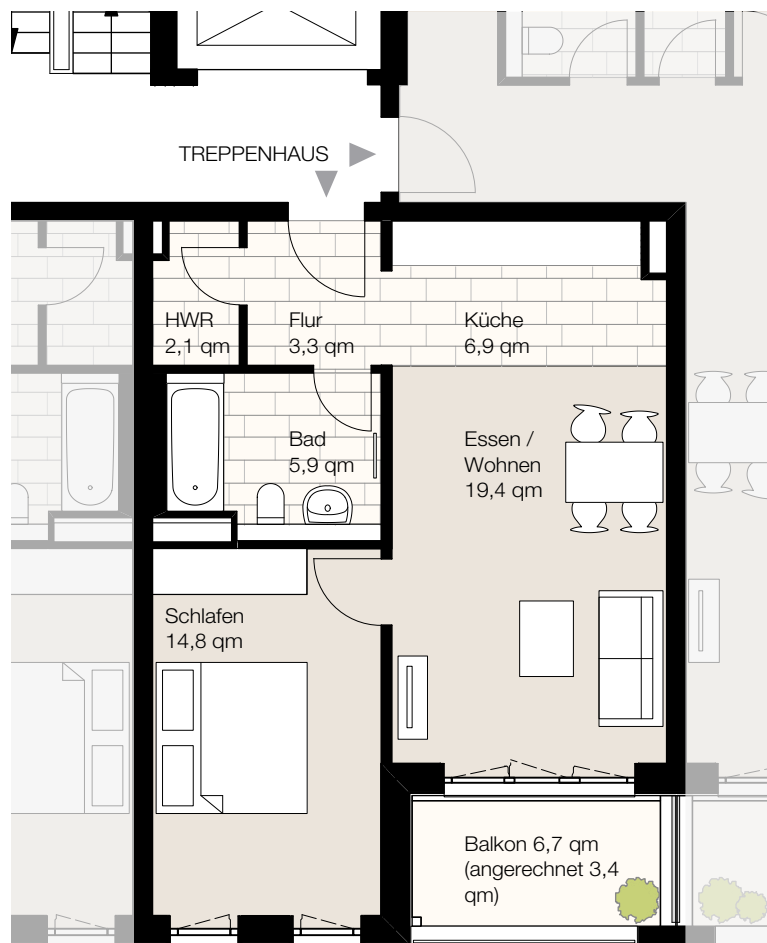 TREPPENHAUS
HWR
2,1 qm
Flur
3,3 qm
Küche
6,9 qm
Bad
5,9 qm
Essen /
Wohnen
19,4 qm
Schlafen
14,8 qm
Balkon 6,7 qm
(angerechnet 3,4
qm)